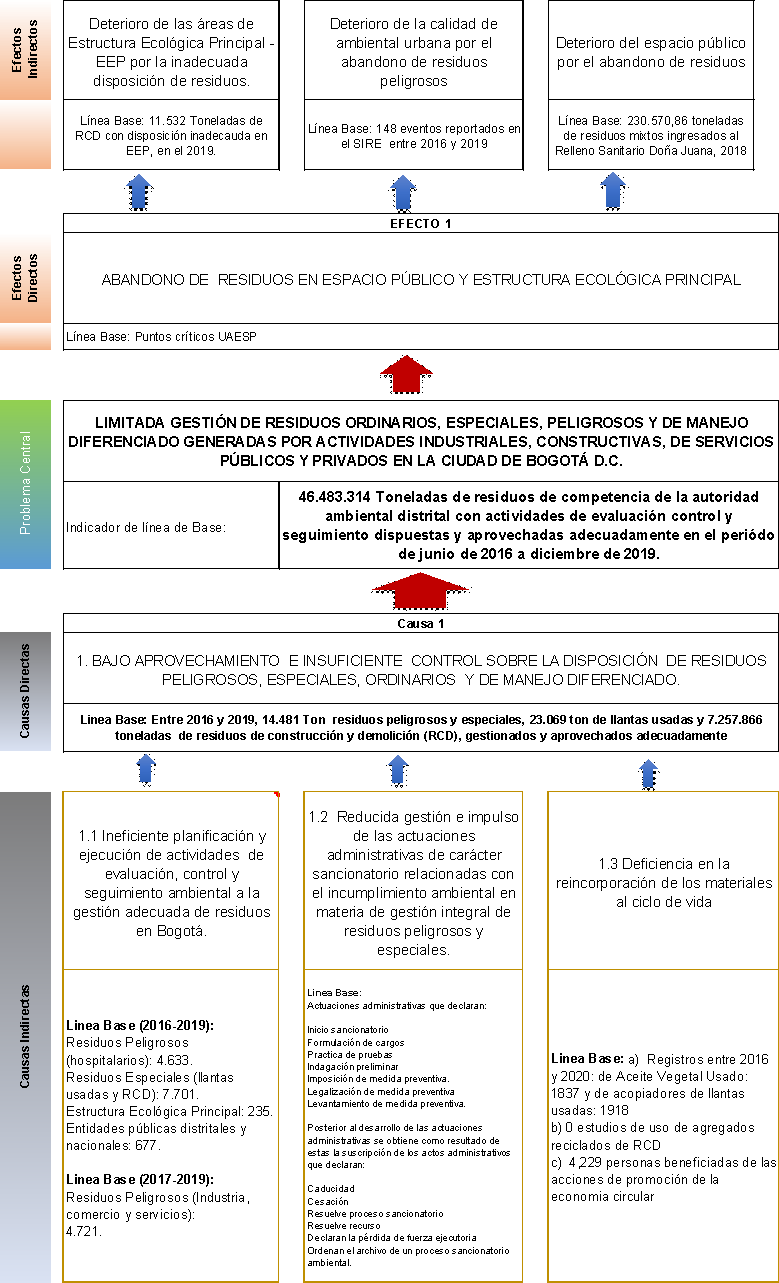 Efectos
Indirectos
Deterioro de las áreas de
Estructura Ecológica Principal -
EEP por la inadecuada
disposición de residuos.
Deterioro de la calidad de
ambiental urbana por el
abandono de residuos
peligrosos
Deterioro del espacio público
por el abandono de residuos
Línea Base: 11.532 Toneladas de
RCD con disposición inadecauda en
EEP, en el 2019.
Línea Base: 148 eventos reportados en
el SIRE entre 2016 y 2019
Línea Base: 230.570,86 toneladas
de residuos mixtos ingresados al
Relleno Sanitario Doña Juana, 2018
Efectos
Directos
EFECTO 1
ABANDONO DE RESIDUOS EN ESPACIO PÚBLICO Y ESTRUCTURA ECOLÓGICA PRINCIPAL
Línea Base: Puntos críticos UAESP
Problema Central
LIMITADA GESTIÓN DE RESIDUOS ORDINARIOS, ESPECIALES, PELIGROSOS Y DE MANEJO
DIFERENCIADO GENERADAS POR ACTIVIDADES INDUSTRIALES, CONSTRUCTIVAS, DE SERVICIOS
PÚBLICOS Y PRIVADOS EN LA CIUDAD DE BOGOTÁ D.C.
Indicador de línea de Base:
46.483.314 Toneladas de residuos de competencia de la autoridad
ambiental distrital con actividades de evaluación control y
seguimiento dispuestas y aprovechadas adecuadamente en el periódo
de junio de 2016 a diciembre de 2019.
Causas Directas
Causa 1
1. BAJO APROVECHAMIENTO E INSUFICIENTE CONTROL SOBRE LA DISPOSICIÓN DE RESIDUOS
PELIGROSOS, ESPECIALES, ORDINARIOS Y DE MANEJO DIFERENCIADO.
Linea Base: Entre 2016 y 2019, 14.481 Ton residuos peligrosos y especiales, 23.069 ton de llantas usadas y 7.257.866
toneladas de residuos de construcción y demolición (RCD), gestionados y aprovechados adecuadamente
Causas Indirectas
1.1 Ineficiente planificación y
ejecución de actividades de
evaluación, control y
seguimiento ambiental a la
gestión adecuada de residuos
en Bogotá.
1.2 Reducida gestión e impulso
de las actuaciones
administrativas de carácter
sancionatorio relacionadas con
el incumplimiento ambiental en
materia de gestión integral de
residuos peligrosos y
especiales.
1.3 Deficiencia en la
reincorporación de los materiales
al ciclo de vida
Linea Base (2016-2019):
Residuos Peligrosos
(hospitalarios): 4.633.
Residuos Especiales (llantas
usadas y RCD): 7.701.
Estructura Ecológica Principal: 235.
Entidades públicas distritales y
nacionales: 677.
Linea Base (2017-2019):
Residuos Peligrosos (Industria,
comercio y servicios):
4.721.
Linea Base:
Actuaciones administrativas que declaran:
Inicio sancionatorio
Formulación de cargos
Practica de pruebas
Indagación preliminar
Imposición de medida preventiva.
Legalización de medida preventiva
Levantamiento de medida preventiva.
Posterior al desarrollo de las actuaciones
administrativas se obtiene como resultado de
estas la suscripción de los actos administrativos
que declaran:
Caducidad
Cesación
Resuelve proceso sancionatorio
Resuelve recurso
Declaran la pérdida de fuerza ejecutoria
Ordenan el archivo de un proceso sancionatorio
ambiental.
Linea Base: a) Registros entre 2016
y 2020: de Aceite Vegetal Usado:
1837 y de acopiadores de llantas
usadas: 1918
b) 0 estudios de uso de agregados
reciclados de RCD
c) 4,229 personas beneficiadas de las
acciones de promoción de la
economia circular